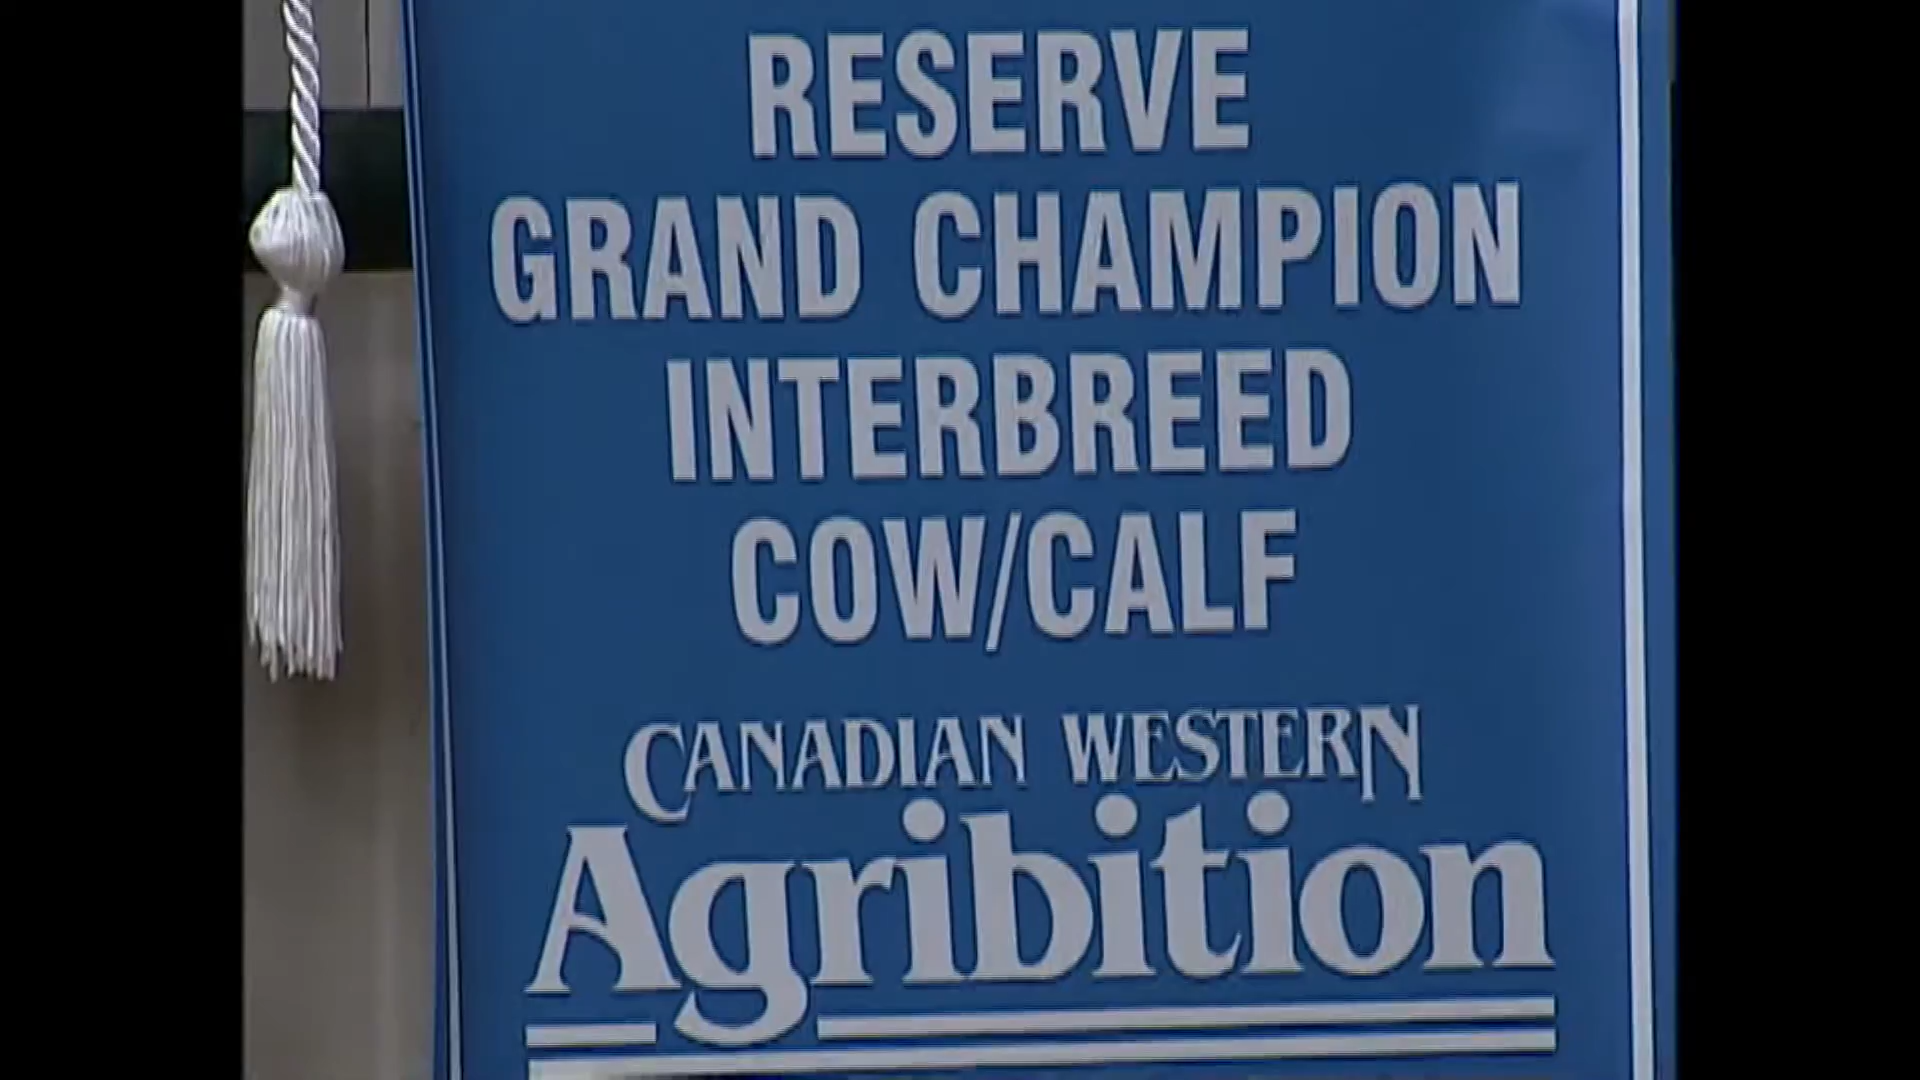 RESERVE
GRAND CHAMPION
INTERBREED
COW/CALF
CANADIAN WESTERN
Agribition